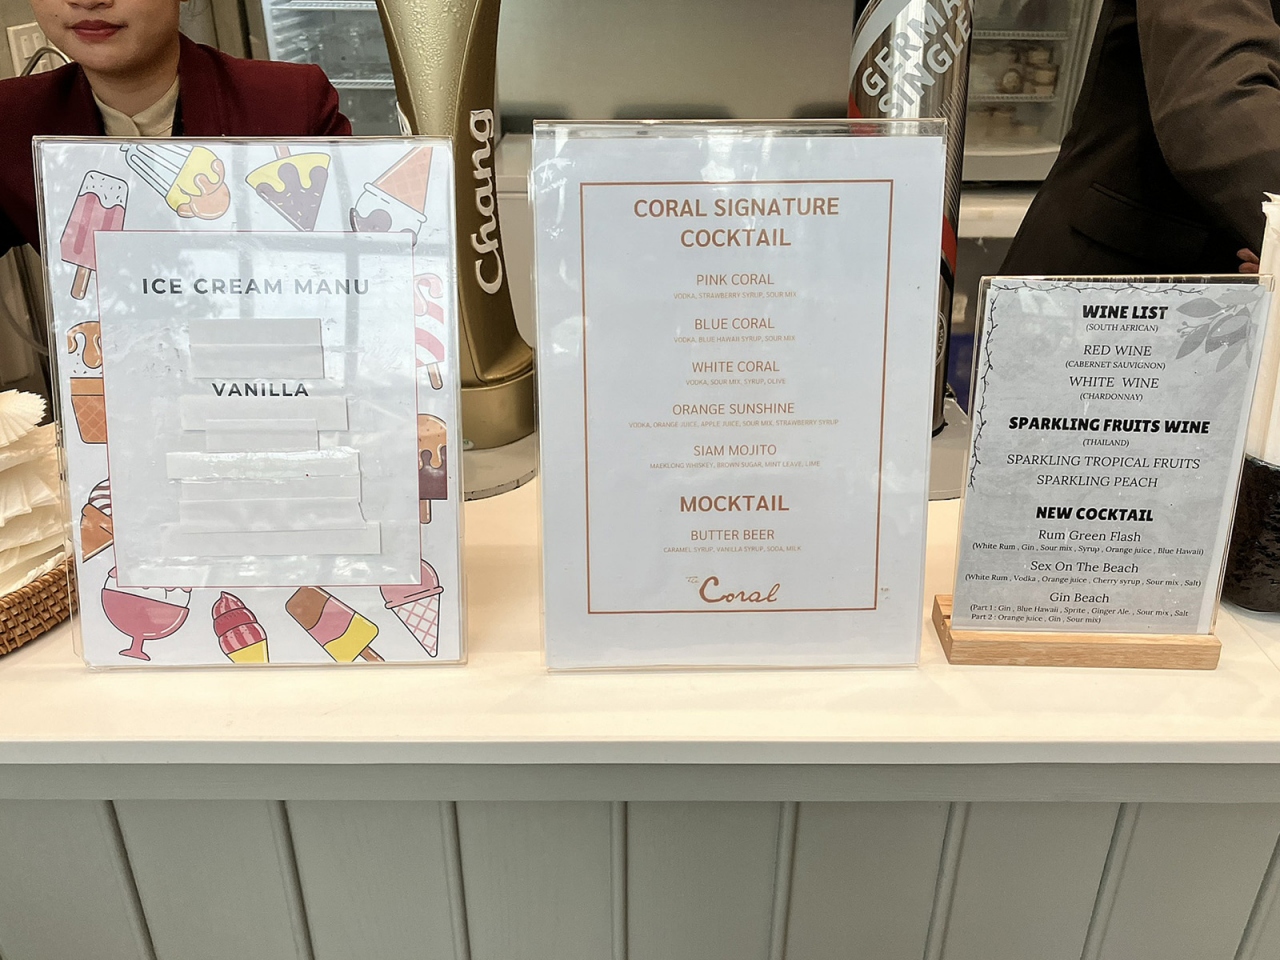 Chang
GERMA
SINGLE
ICE CREAM MANU
VANILLA
CORAL SIGNATURE
COCKTAIL
PINK CORAL
VODKA, STRAWBERRY SYRUP, SOUR MIX
BLUE CORAL
VODKA, BLUE HAWAII SYRUP, SOUR MIX
WHITE CORAL
VODKA, SOUR MIX, SYRUP, OLIVE
ORANGE SUNSHINE
VODKA, ORANGE JUICE, APPLE JUICE, SOUR MIX, STRAWBERRY SYRUP
SIAM MOJITO
MAEKLONG WHISKEY, BROWN SUGAR, MINT LEAVE, LIME
MOCKTAIL
BUTTER BEER
CARAMEL SYRUP, VANILLA SYRUP, SODA, MILK
The Coral
WINE LIST
(SOUTH AFRICAN)
RED WINE
(CABERNET SAUVIGNON)
WHITE WINE
(CHARDONNAY)
SPARKLING FRUITS WINE
(THAILAND)
SPARKLING TROPICAL FRUITS
SPARKLING PEACH
NEW COCKTAIL
Rum Green Flash
(White Rum , Gin , Sour mix , Syrup , Orange juice , Blue Hawaii)
Sex On The Beach
(White Rum , Vodka , Orange juice , Cherry syrup , Sour mix , Salt)
Gin Beach
(Part 1 : Gin , Blue Hawaii , Sprite , Ginger Ale. , Sour mix , Salt
Part 2 : Orange juice , Gin , Sour mix)